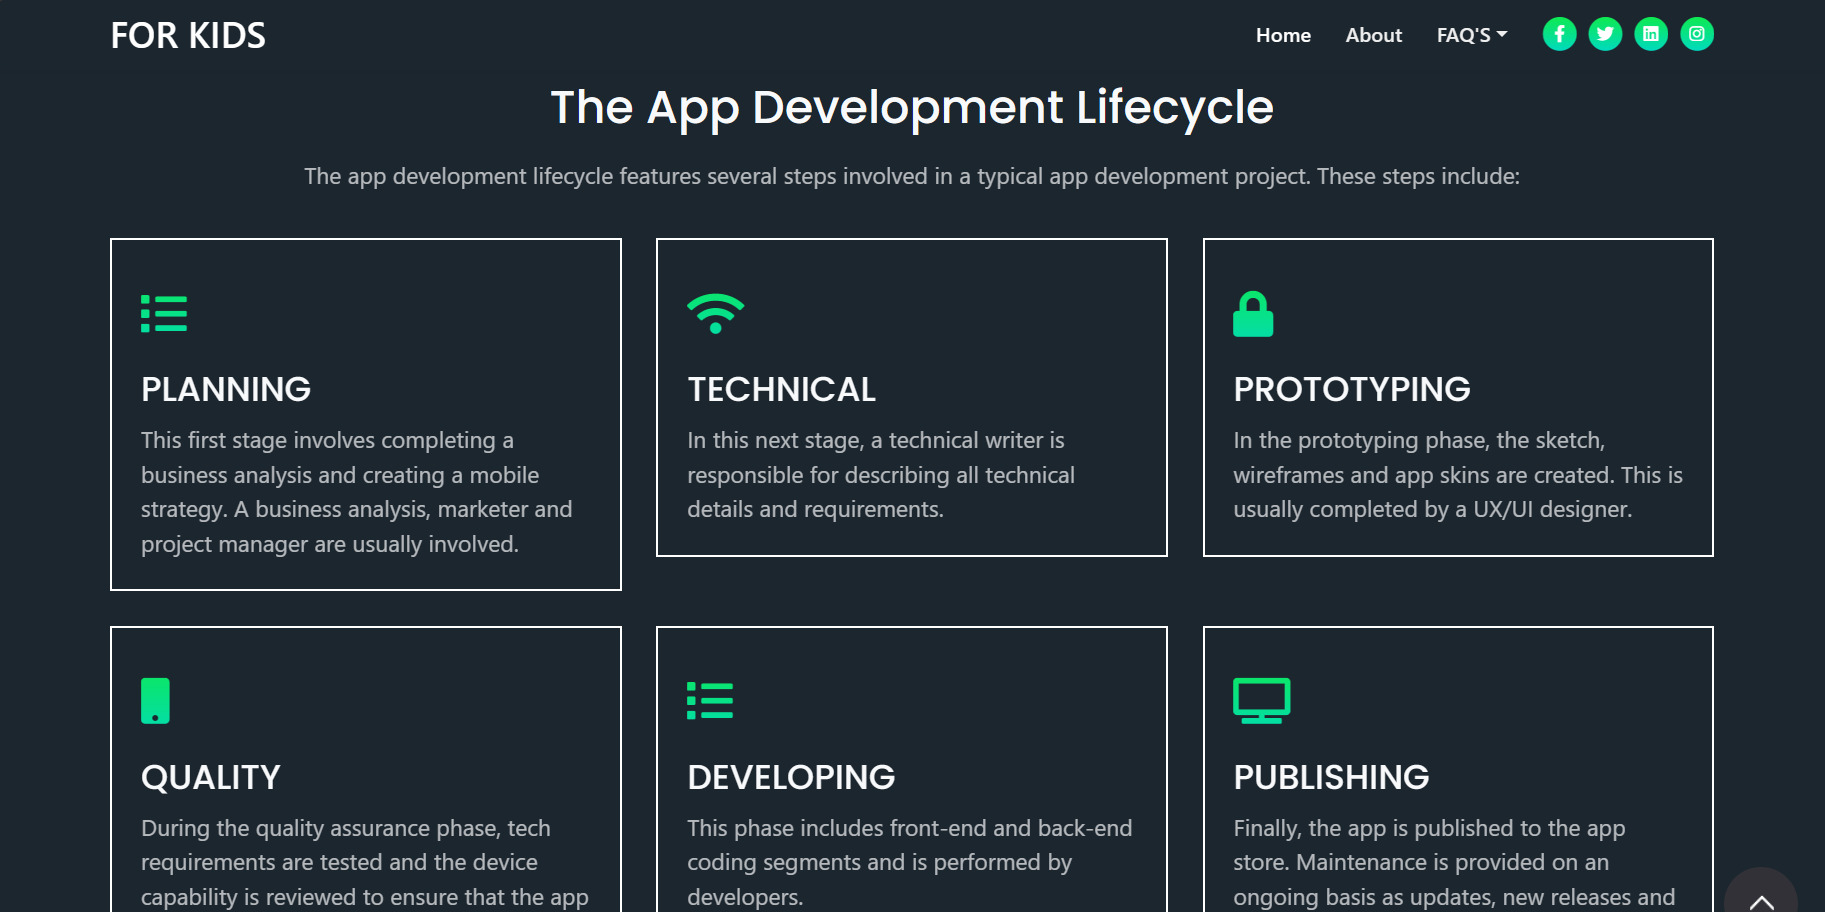 FOR KIDS
Home About FAQ'S
The App Development Lifecycle
The app development lifecycle features several steps involved in a typical app development project. These steps include:
PLANNING
This first stage involves completing a
business analysis and creating a mobile
strategy. A business analysis, marketer and
project manager are usually involved.
TECHNICAL
In this next stage, a technical writer is
responsible for describing all technical
details and requirements.
PROTOTYPING
In the prototyping phase, the sketch,
wireframes and app skins are created. This is
usually completed by a UX/UI designer.
QUALITY
During the quality assurance phase, tech
requirements are tested and the device
capability is reviewed to ensure that the app
DEVELOPING
This phase includes front-end and back-end
coding segments and is performed by
developers.
PUBLISHING
Finally, the app is published to the app
store. Maintenance is provided on an
ongoing basis as updates, new releases and